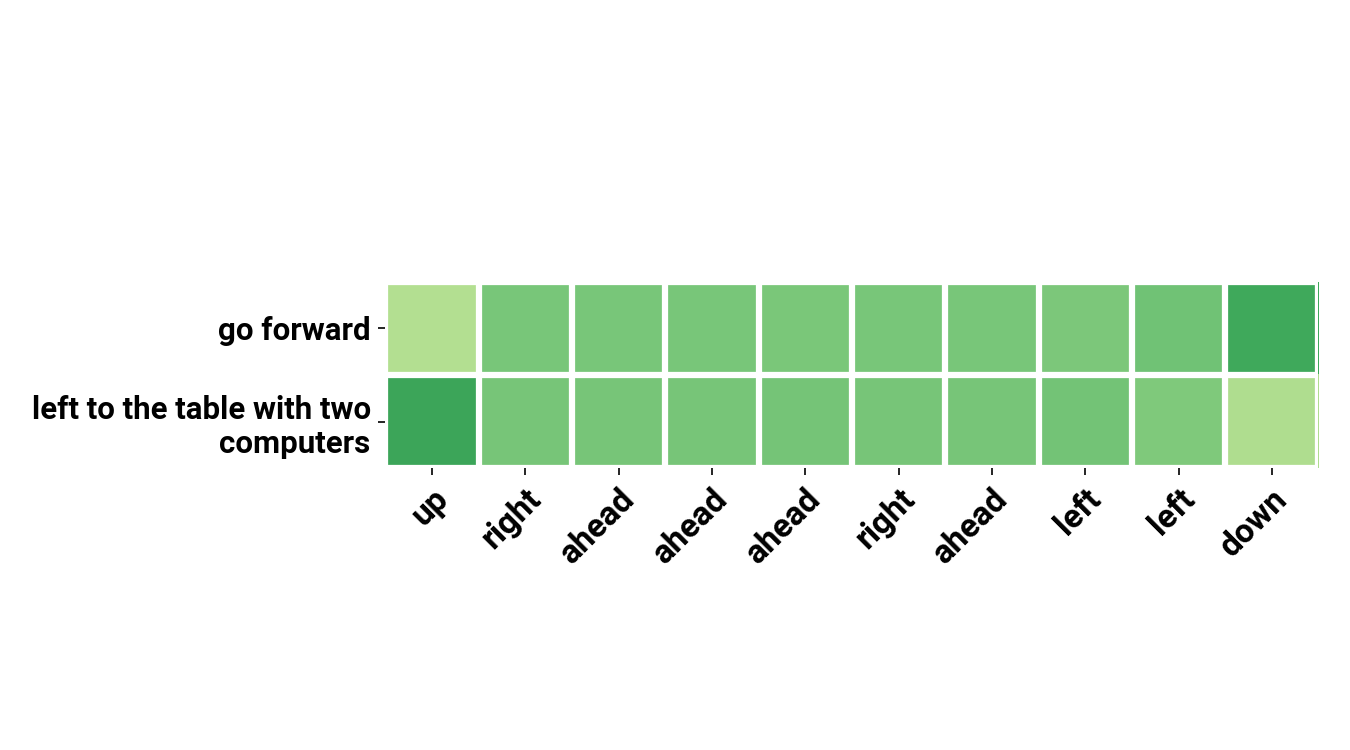 go forward
left to the table with two
computers
up
right
ahead
ahead
ahead
right
ahead
left
left
down